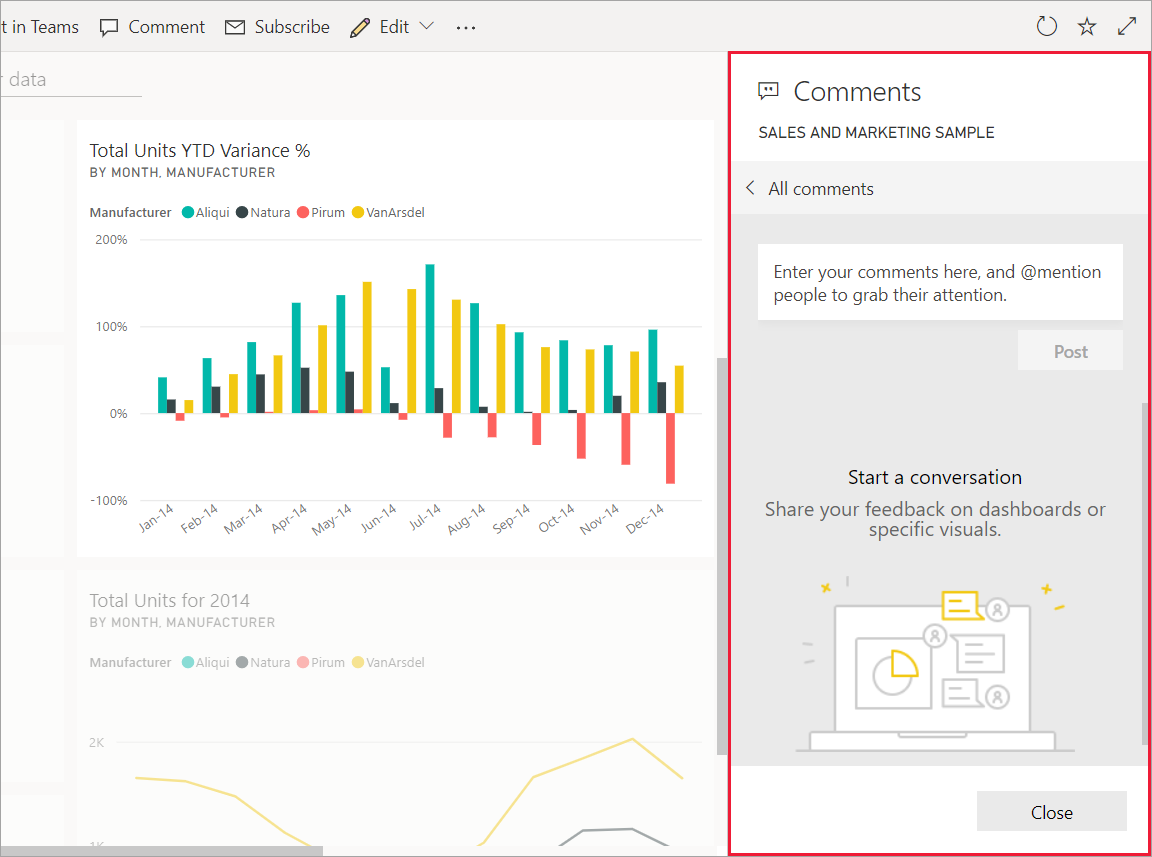 t in Teams Comment Subscribe Edit ...
data
Total Units YTD Variance %
BY MONTH, MANUFACTURER
Manufacturer Aliqui Natura Pirum VanArsdel
200%
100%
0%
-100%
Jan-14 Feb-14 Mar-14 Apr-14 May-14 Jun-14 Jul-14 Aug-14 Sep-14 Oct-14 Nov-14 Dec-14
Total Units for 2014
BY MONTH, MANUFACTURER
Manufacturer Aliqui Natura Pirum VanArsdel
2K
1K
Comments
SALES AND MARKETING SAMPLE
All comments
Enter your comments here, and @mention
people to grab their attention.
Post
Start a conversation
Share your feedback on dashboards or
specific visuals.
Close